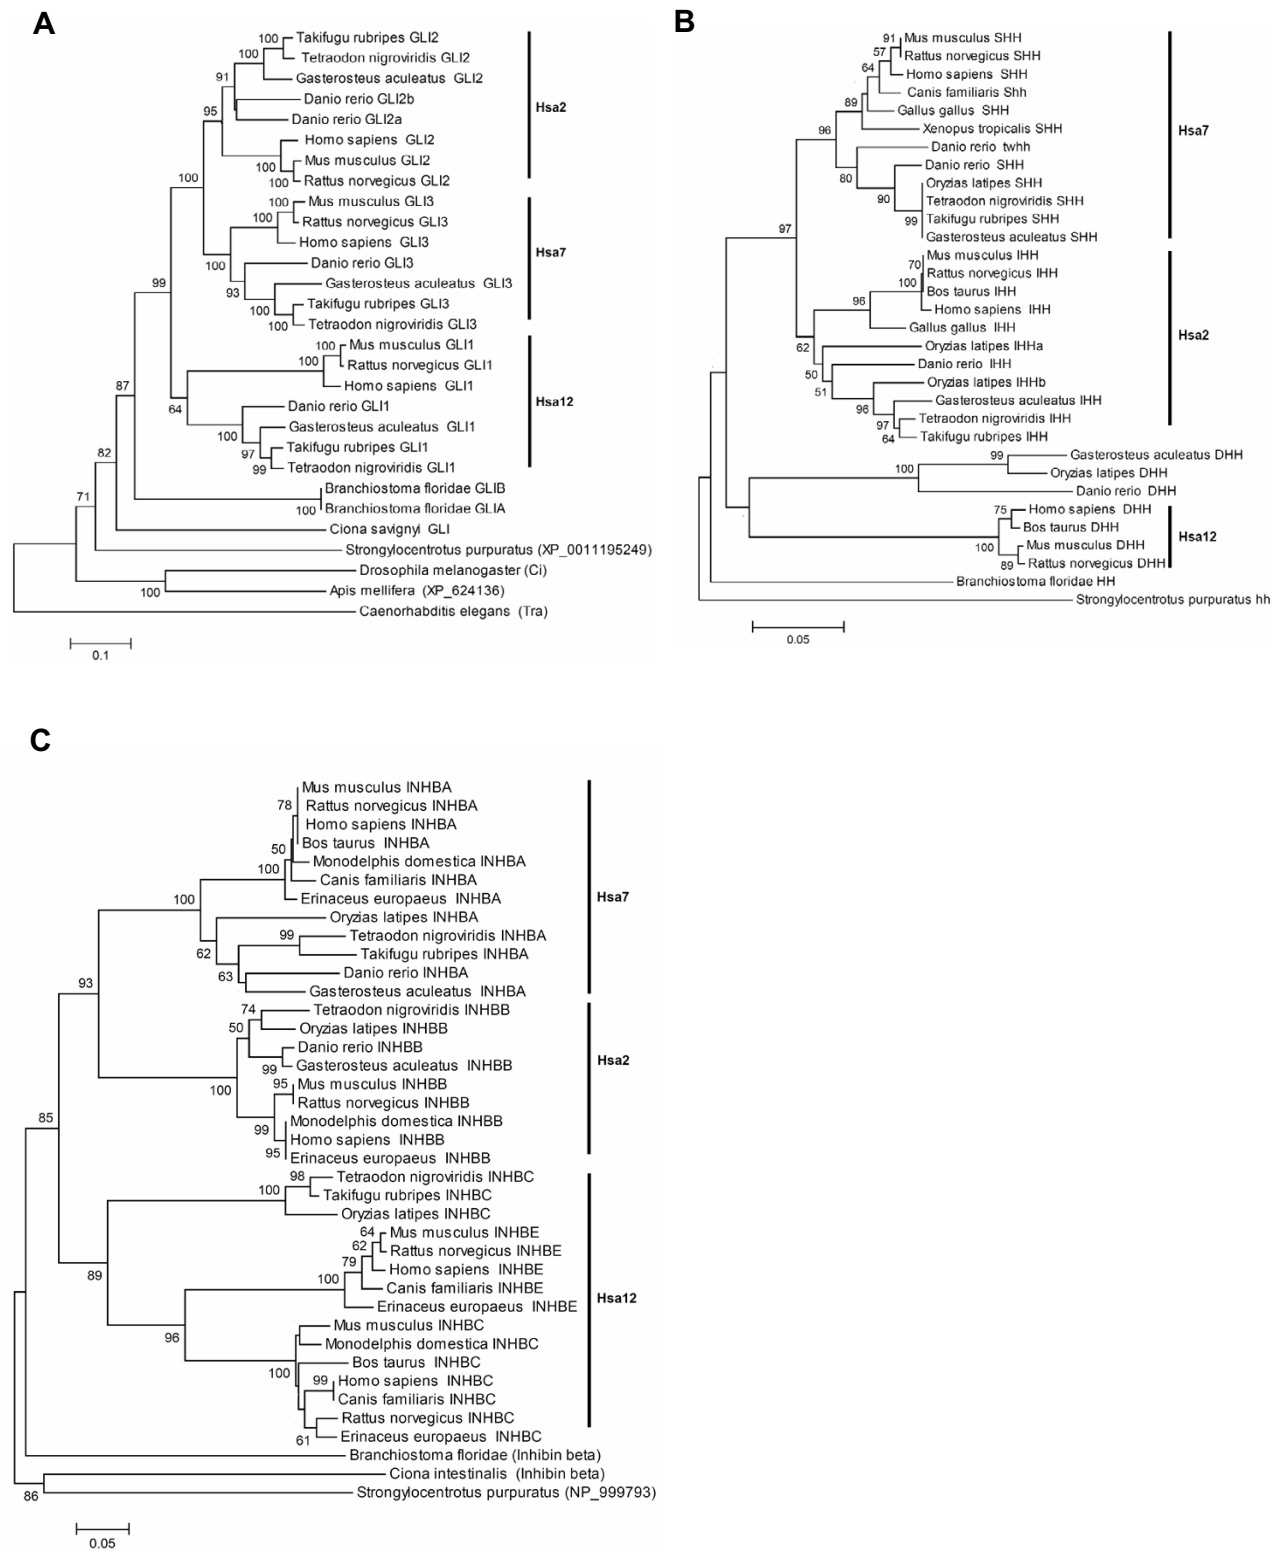 A
100 Takifugu rubripes GLI2
100 Tetraodon nigroviridis GLI2
91 Gasterosteus aculeatus GLI2
Danio rerio GLI2b
Hsa2
95
Danio rerio GLI2a
Homo sapiens GLI2
100 Mus musculus GLI2
100 Rattus norvegicus GLI2
100
100 Mus musculus GLI3
100 Rattus norvegicus GLI3
Homo sapiens GLI3
Hsa7
100 Danio rerio GLI3
99 93 Gasterosteus aculeatus GLI3
100 Takifugu rubripes GLI3
100 Tetraodon nigroviridis GLI3
100 Mus musculus GLI1
100 Rattus norvegicus GLI1
87 Homo sapiens GLI1
Hsa12
64 Danio rerio GLI1
100 Gasterosteus aculeatus GLI1
82 97 Takifugu rubripes GLI1
99 Tetraodon nigroviridis GLI1
71 Branchiostoma floridae GLIB
100 Branchiostoma floridae GLIA
Ciona savignyi GLI
Strongylocentrotus purpuratus (XP_0011195249)
Drosophila melanogaster (Ci)
100 Apis mellifera (XP_624136)
Caenorhabditis elegans (Tra)
0.1
B
91 Mus musculus SHH
57 Rattus norvegicus SHH
64 Homo sapiens SHH
Canis familiaris Shh
89 Gallus gallus SHH
96 Xenopus tropicalis SHH
Hsa7
Danio rerio twhh
80 Danio rerio SHH
90 Oryzias latipes SHH
Tetraodon nigroviridis SHH
99 Takifugu rubripes SHH
97 Gasterosteus aculeatus SHH
70 Mus musculus IHH
100 Rattus norvegicus IHH
96 Bos taurus IHH
Homo sapiens IHH
Gallus gallus IHH
Hsa2
62 Oryzias latipes IHHa
50 Danio rerio IHH
51 Oryzias latipes IHHb
96 Gasterosteus aculeatus IHH
97 Tetraodon nigroviridis IHH
64 Takifugu rubripes IHH
99 Gasterosteus aculeatus DHH
100 Oryzias latipes DHH
Danio rerio DHH
75 Homo sapiens DHH
Bos taurus DHH
Hsa12
100 Mus musculus DHH
89 Rattus norvegicus DHH
Branchiostoma floridae HH
Strongylocentrotus purpuratus hh
0.05
C
Mus musculus INHBA
78 Rattus norvegicus INHBA
Homo sapiens INHBA
50 Bos taurus INHBA
100 Monodelphis domestica INHBA
Canis familiaris INHBA
100 Erinaceus europaeus INHBA
Hsa7
Oryzias latipes INHBA
99 Tetraodon nigroviridis INHBA
62 Takifugu rubripes INHBA
63 Danio rerio INHBA
93 Gasterosteus aculeatus INHBA
74 Tetraodon nigroviridis INHBB
50 Oryzias latipes INHBB
Danio rerio INHBB
Hsa2
99 Gasterosteus aculeatus INHBB
100 95 Mus musculus INHBB
Rattus norvegicus INHBB
85 99 Monodelphis domestica INHBB
Homo sapiens INHBB
95 Erinaceus europaeus INHBB
98 Tetraodon nigroviridis INHBC
100 Takifugu rubripes INHBC
Oryzias latipes INHBC
64 Mus musculus INHBE
62 Rattus norvegicus INHBE
79 Homo sapiens INHBE
89 100 Canis familiaris INHBE
Hsa12
Erinaceus europaeus INHBE
96 Mus musculus INHBC
Monodelphis domestica INHBC
100 Bos taurus INHBC
99 Homo sapiens INHBC
Canis familiaris INHBC
Rattus norvegicus INHBC
61 Erinaceus europaeus INHBC
Branchiostoma floridae (Inhibin beta)
Ciona intestinalis (Inhibin beta)
86 Strongylocentrotus purpuratus (NP_999793)
0.05